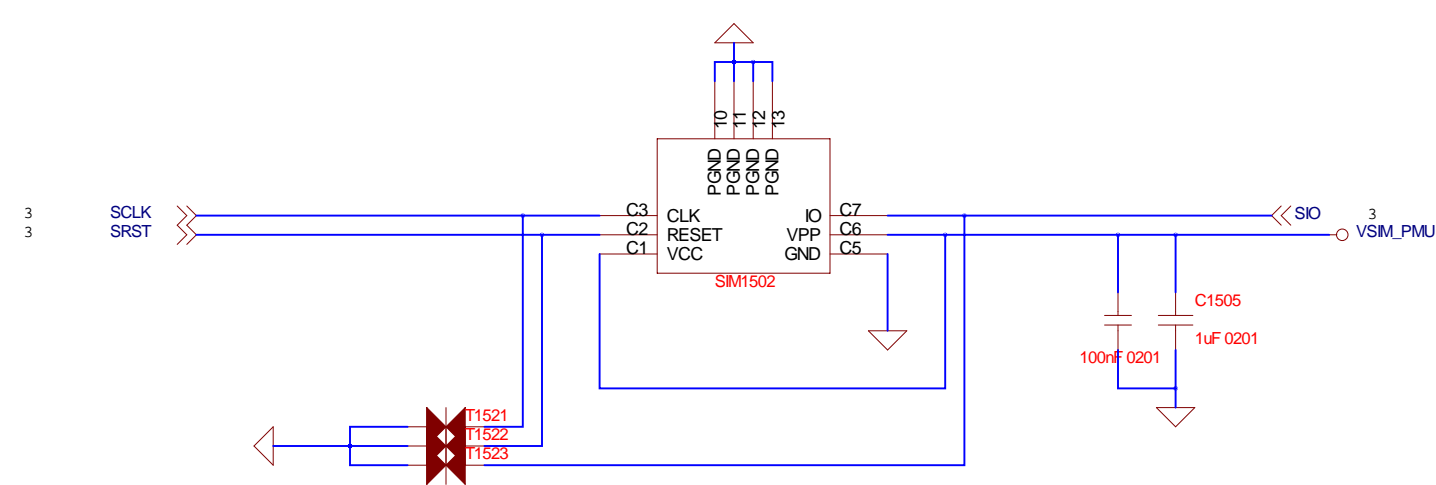 10
11
12
13
PGND
PGND
PGND
PGND
3 SCLK C3 CLK IO C7 SIO 3
3 SRST C2 RESET VPP C6 VSIM_PMU
C1 VCC GND C5
SIM1502
C1505
1uF 0201
100nF 0201
T1521
T1522
T1523